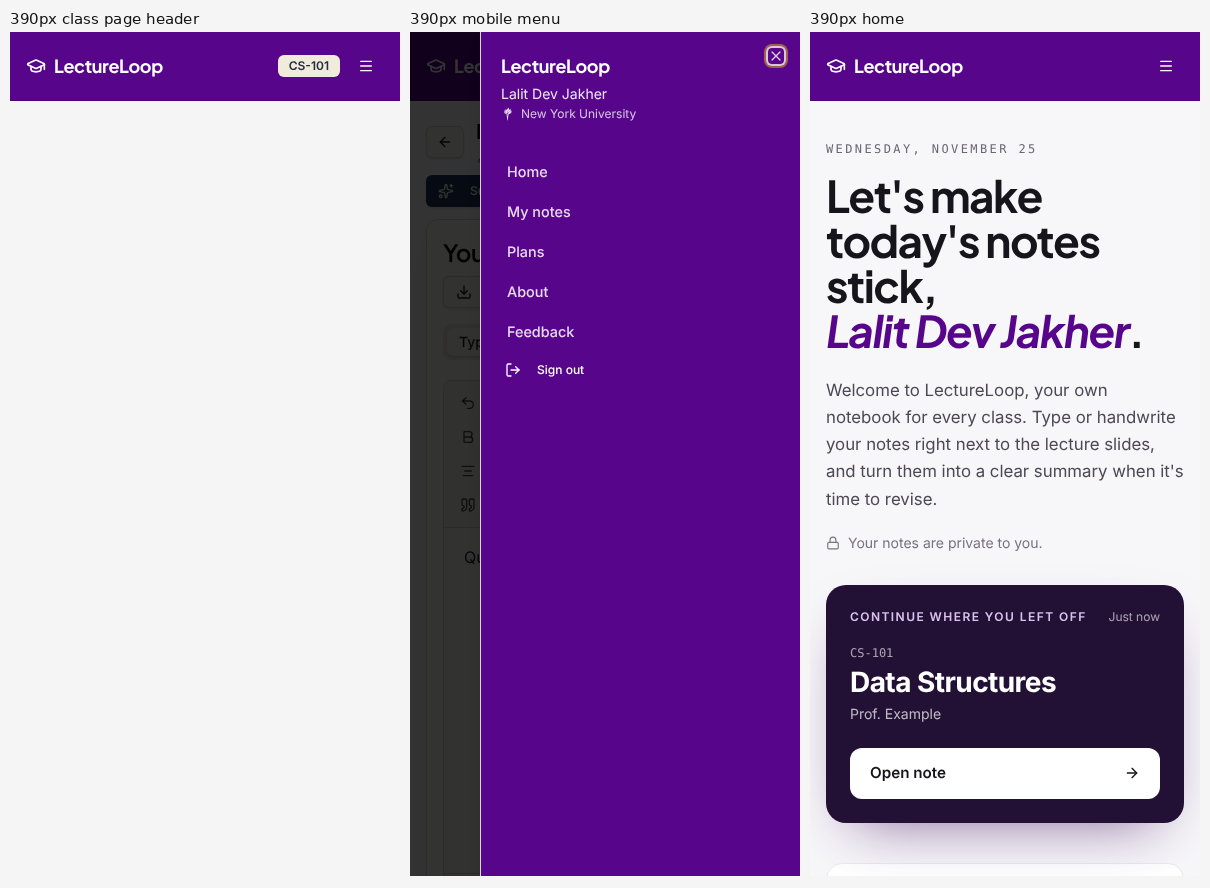 390px class page header
LectureLoop
CS-101
390px mobile menu
Lec
You
Typ
Qu
LectureLoop
Lalit Dev Jakher
New York University
Home
My notes
Plans
About
Feedback
Sign out
390px home
LectureLoop
WEDNESDAY, NOVEMBER 25
Let's make
today's notes
stick,
Lalit Dev Jakher.
Welcome to LectureLoop, your own
notebook for every class. Type or handwrite
your notes right next to the lecture slides,
and turn them into a clear summary when it's
time to revise.
Your notes are private to you.
CONTINUE WHERE YOU LEFT OFF Just now
CS-101
Data Structures
Prof. Example
Open note